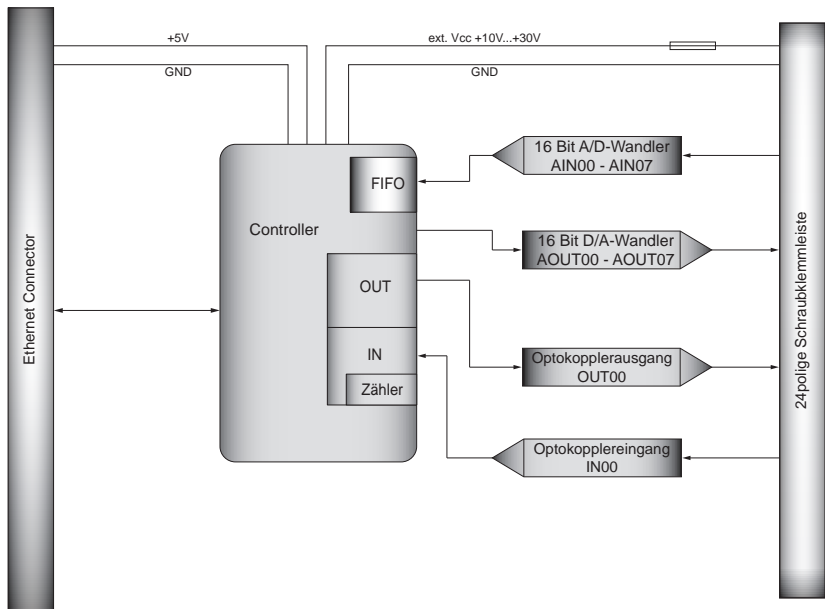 +5V
GND
ext. Vcc +10V...+30V
GND
Ethernet Connector
Controller
FIFO
OUT
IN
Zähler
16 Bit A/D-Wandler
AIN00 - AIN07
16 Bit D/A-Wandler
AOUT00 - AOUT07
Optokopplerausgang
OUT00
Optokopplereingang
IN00
24polige Schraubklemmleiste